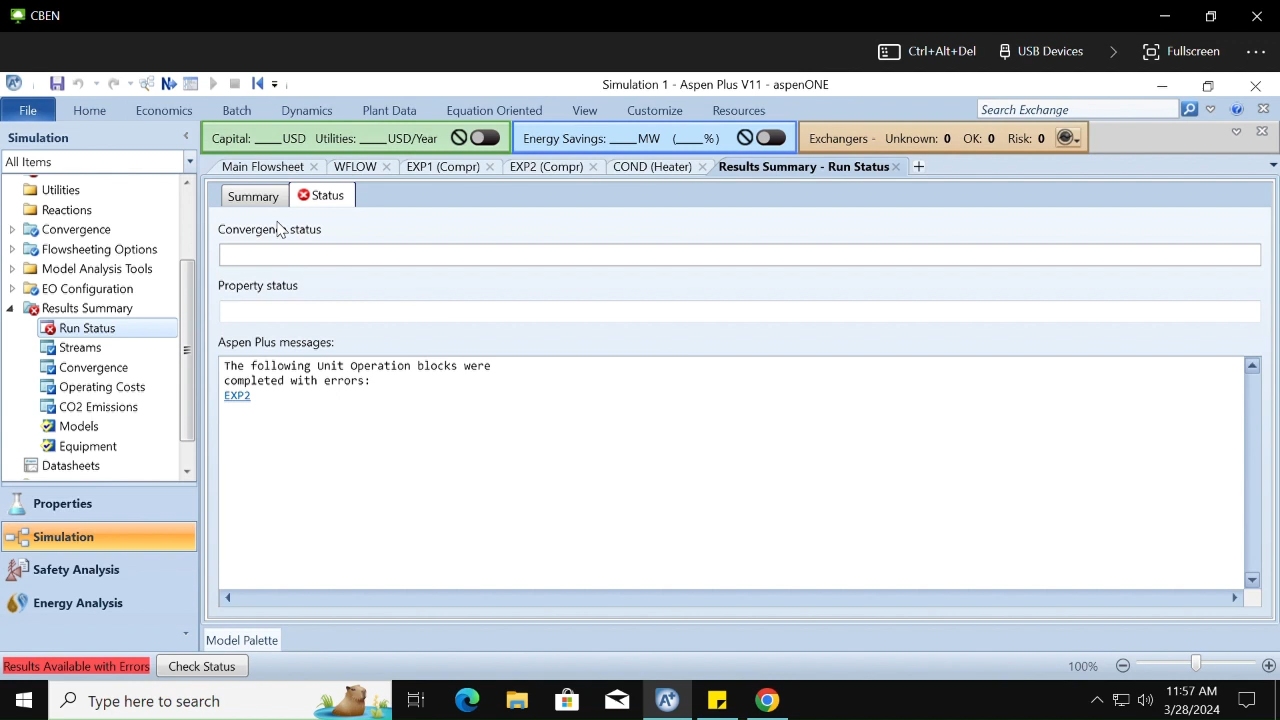 CBEN
Ctrl+Alt+Del USB Devices Fullscreen
Simulation 1 - Aspen Plus V11 - aspenONE
File Home Economics Batch Dynamics Plant Data Equation Oriented View Customize Resources Search Exchange
Simulation
Capital: ____USD Utilities: ____USD/Year Energy Savings: ____MW (____%) Exchangers - Unknown: 0 OK: 0 Risk: 0
All Items
Main Flowsheet WFLOW EXP1 (Compr) EXP2 (Compr) COND (Heater) Results Summary - Run Status
Utilities
Reactions
Convergence
Flowsheeting Options
Model Analysis Tools
EO Configuration
Results Summary
Run Status
Streams
Convergence
Operating Costs
CO2 Emissions
Models
Equipment
Datasheets
Properties
Simulation
Safety Analysis
Energy Analysis
Summary Status
Convergence status
Property status
Aspen Plus messages:
The following Unit Operation blocks were
completed with errors:
EXP2
Model Palette
Results Available with Errors Check Status 100%
Type here to search
11:57 AM
3/28/2024